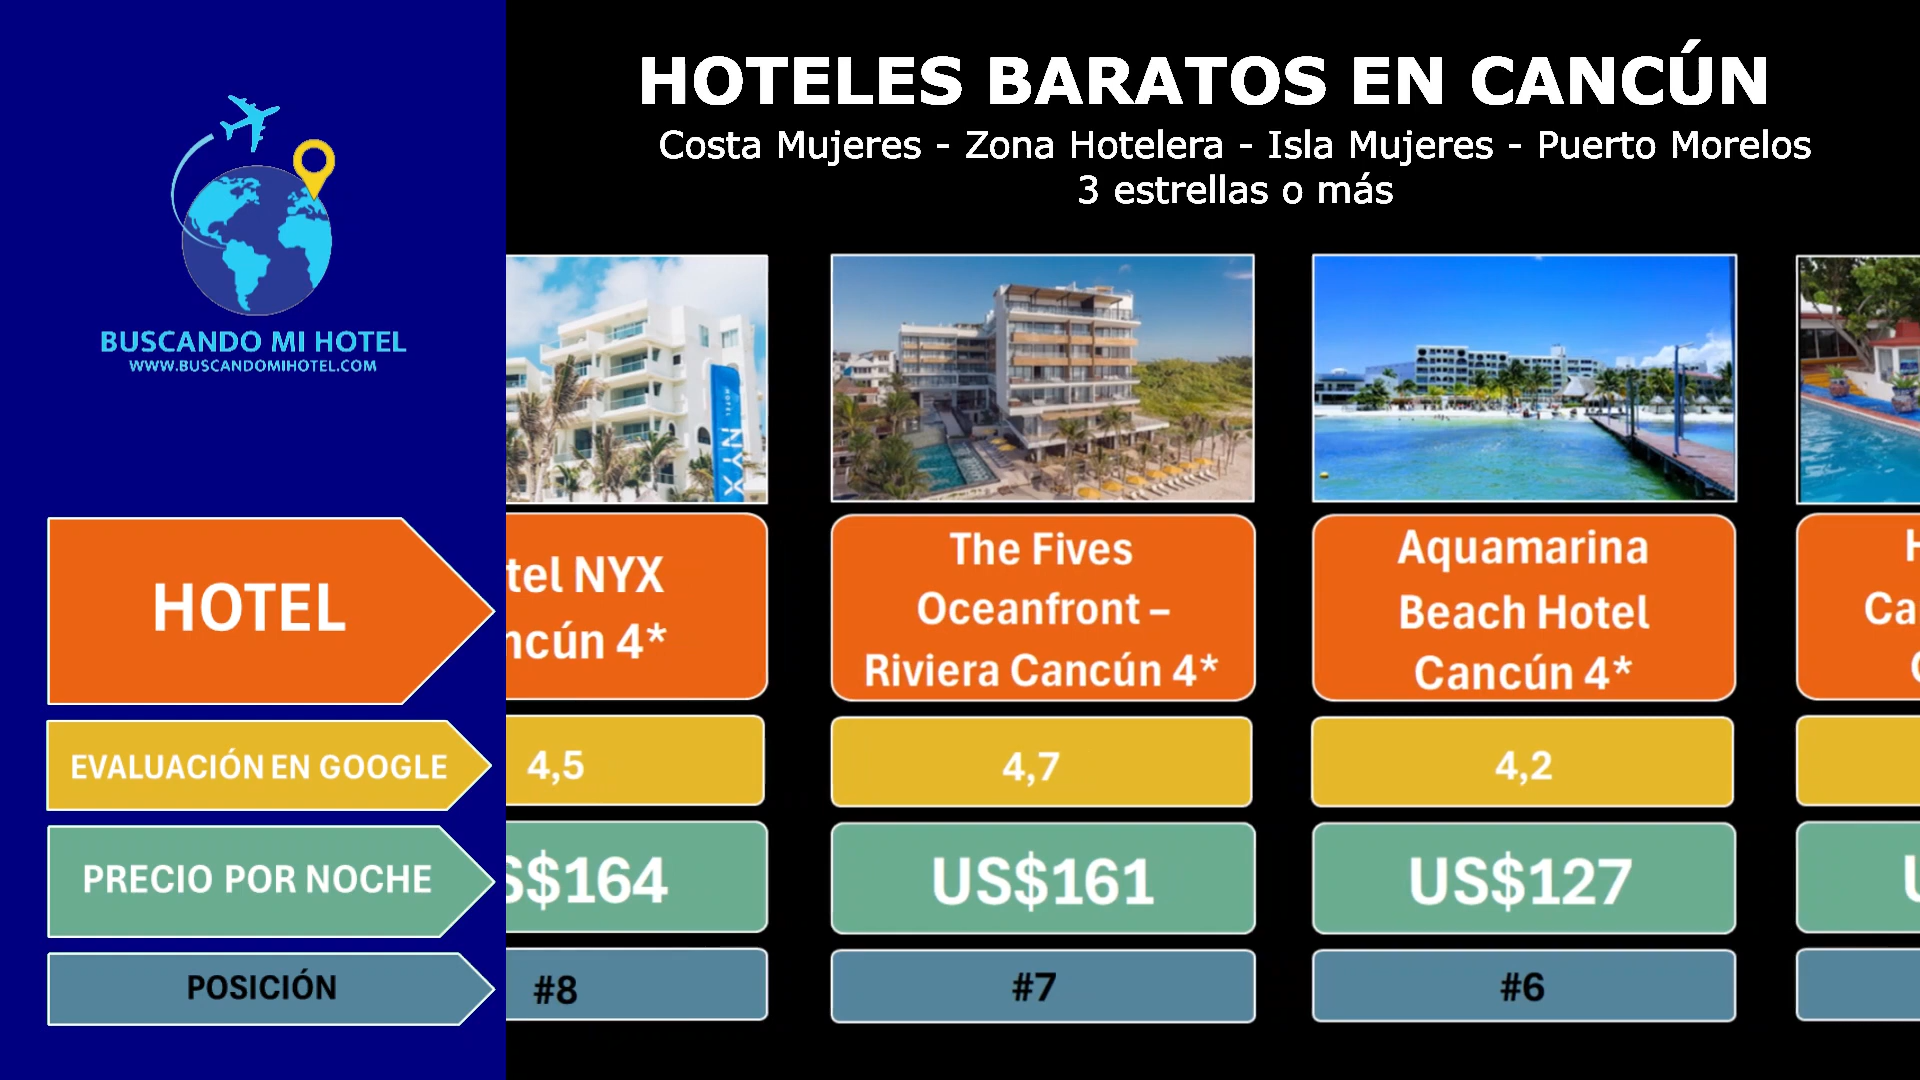 HOTELES BARATOS EN CANCÚN
Costa Mujeres - Zona Hotelera - Isla Mujeres - Puerto Morelos
3 estrellas o más
BUSCANDO MI HOTEL
WWW.BUSCANDOMIHOTEL.COM
HOTEL
EVALUACIÓN EN GOOGLE
PRECIO POR NOCHE
POSICIÓN
HOTEL NYX
tel NYX
ncún 4*
4,5
S$164
#8
The Fives
Oceanfront –
Riviera Cancún 4*
4,7
US$161
#7
Aquamarina
Beach Hotel
Cancún 4*
4,2
US$127
#6
Ca